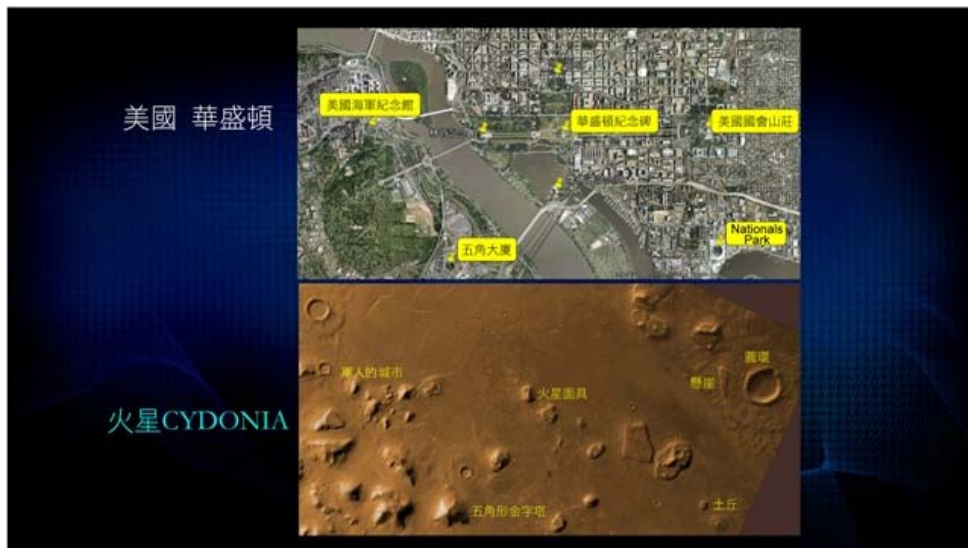 美國 華盛頓
美國海軍紀念館
華盛頓紀念碑
美國國會山莊
五角大廈
Nationals
Park
火星CYDONIA
軍人的城市
火星面具
圓環
懸崖
五角形金字塔
土丘